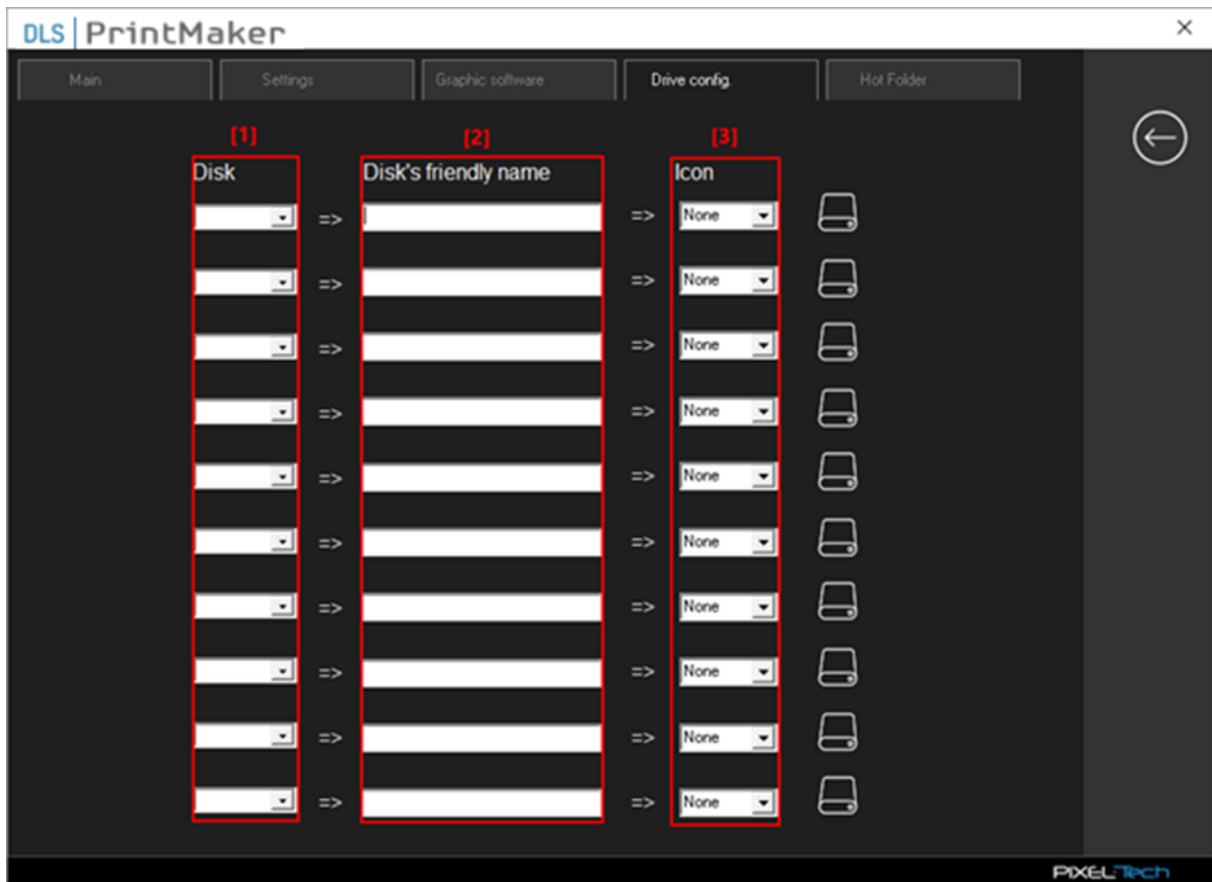 DLS PrintMaker
Main Settings Graphic software Drive config. Hot Folder
[1] [2] [3]
Disk Disk's friendly name Icon
=> => None
=> => None
=> => None
=> => None
=> => None
=> => None
=> => None
=> => None
=> => None
=> => None
PIXEL-Tech